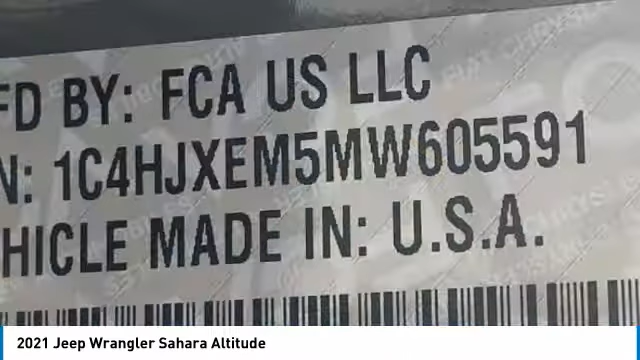 FD BY: FCA US LLC
N: 1C4HJXEM5MW605591
HICLE MADE IN: U.S.A.
2021 Jeep Wrangler Sahara Altitude